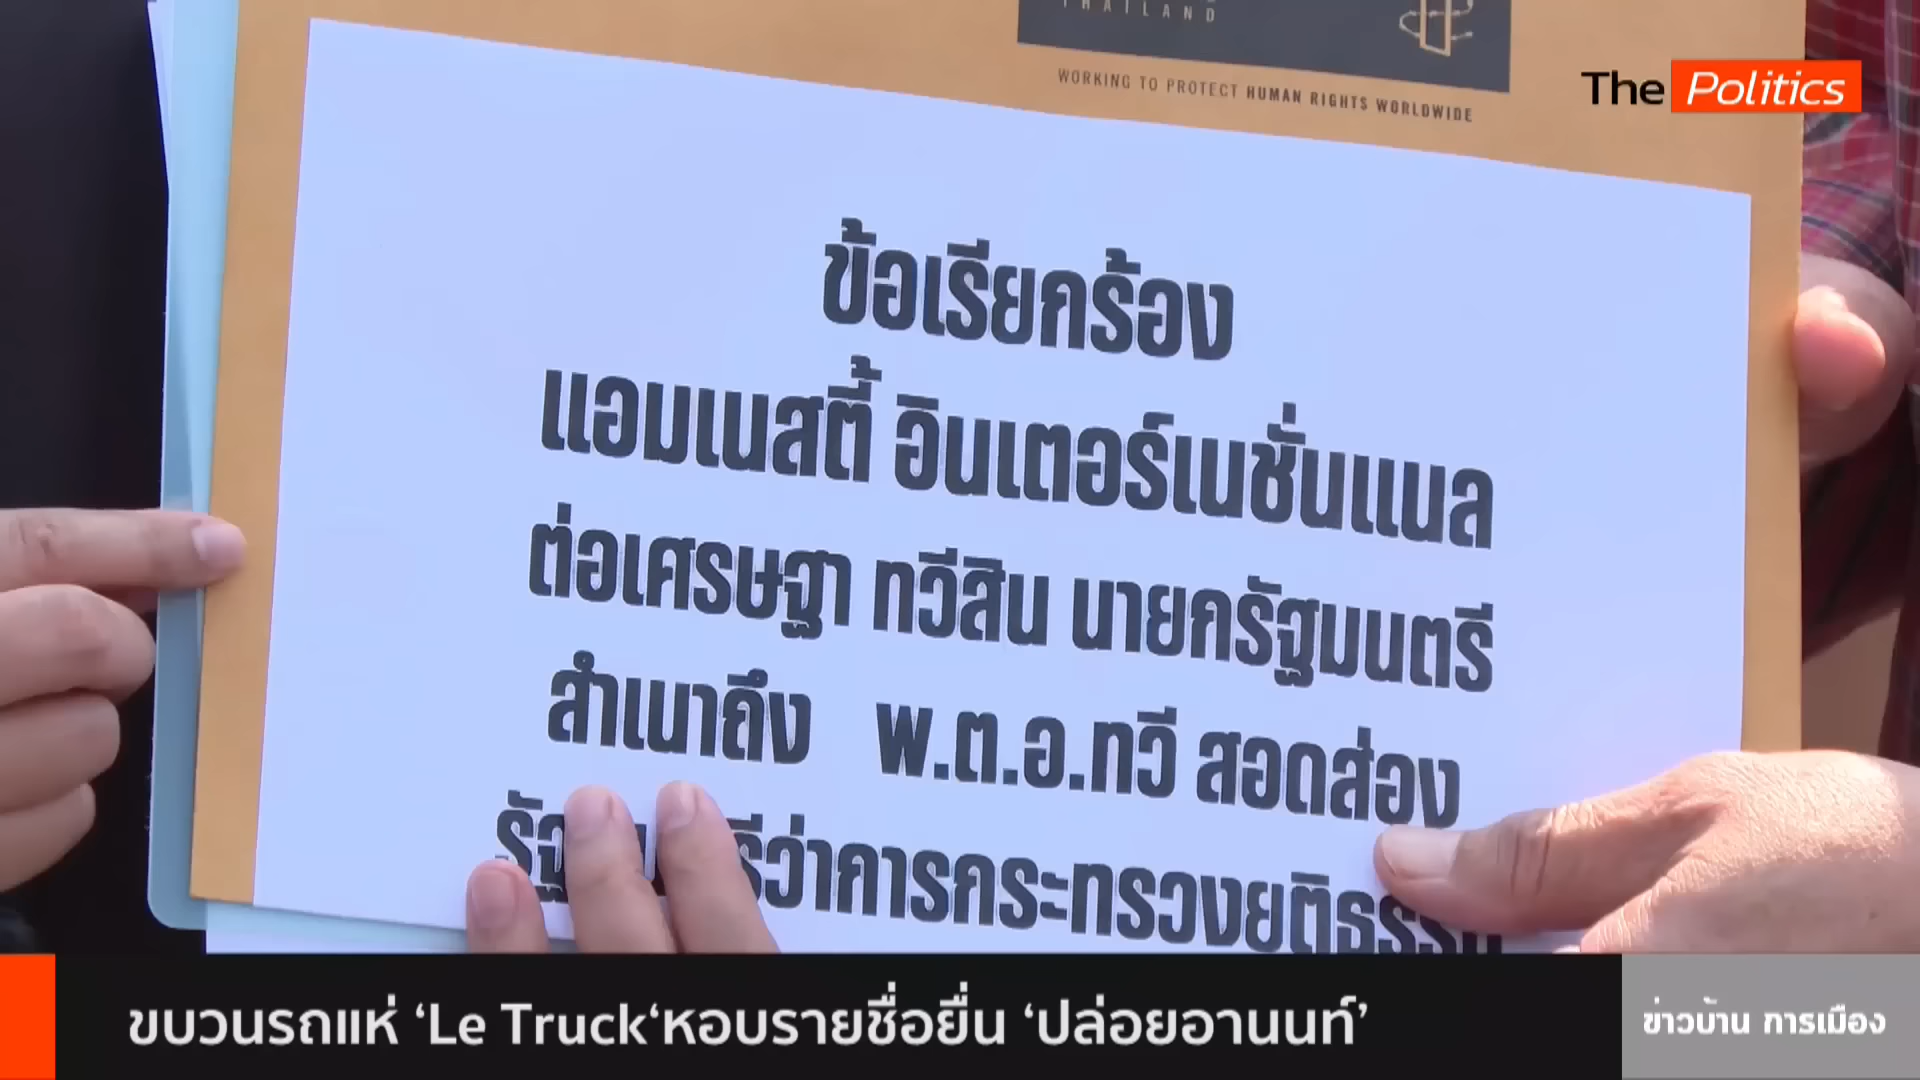 THAILAND
WORKING TO PROTECT HUMAN RIGHTS WORLDWIDE
The Politics
ข้อเรียกร้อง
แอมเนสตี้ อินเตอร์เนชั่นแนล
ต่อเศรษฐา ทวีสิน นายกรัฐมนตรี
สำเนาถึง พ.ต.อ.ทวี สอดส่อง
ว่าการกระทรวงยุติธรรม
ขบวนรถแห่ ‘Le Truck‘หอบรายชื่อยื่น ‘ปล่อยอานนท์’
ข่าวบ้าน การเมือง